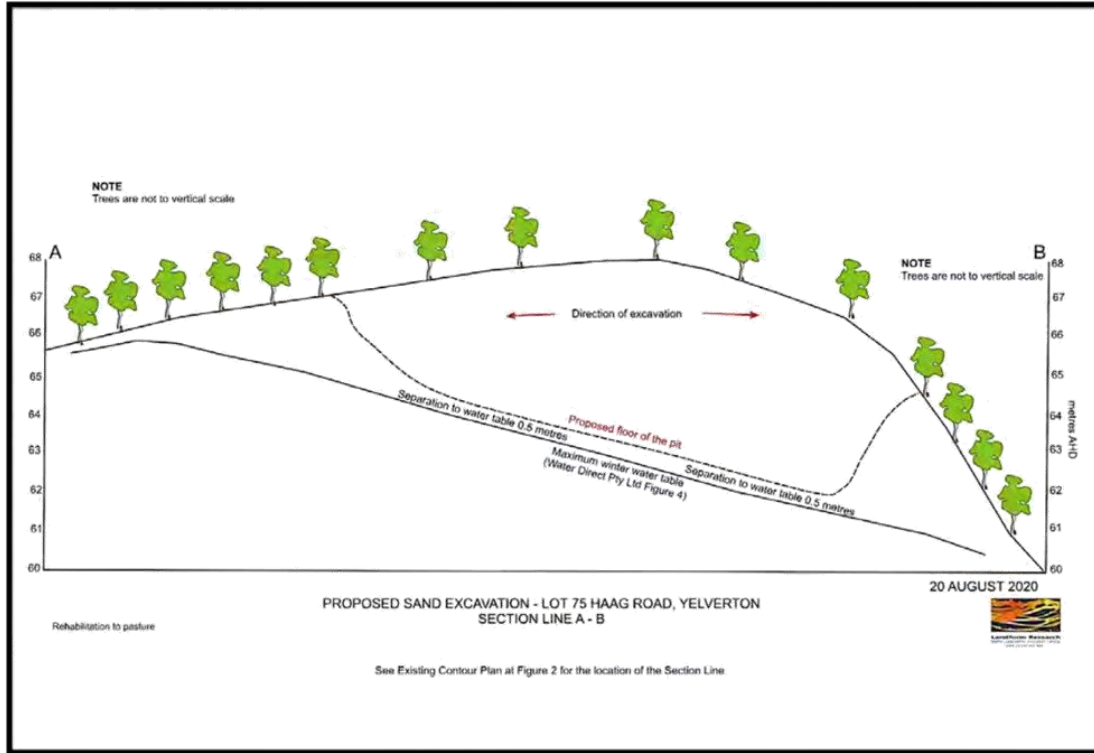 NOTE
Trees are not to vertical scale
A
B
NOTE
Trees are not to vertical scale
68
67
66
65
64
63
62
61
60
68
67
66
65
64
63
62
61
60
metres AHD
Direction of excavation
Separation to water table 0.5 metres
Proposed floor of the pit
Maximum winter water table
(Water Direct Pty Ltd Figure 4)
Separation to water table 0.5 metres
20 AUGUST 2020
PROPOSED SAND EXCAVATION - LOT 75 HAAG ROAD, YELVERTON
SECTION LINE A - B
Rehabilitation to pasture
Landform Research
See Existing Contour Plan at Figure 2 for the location of the Section Line